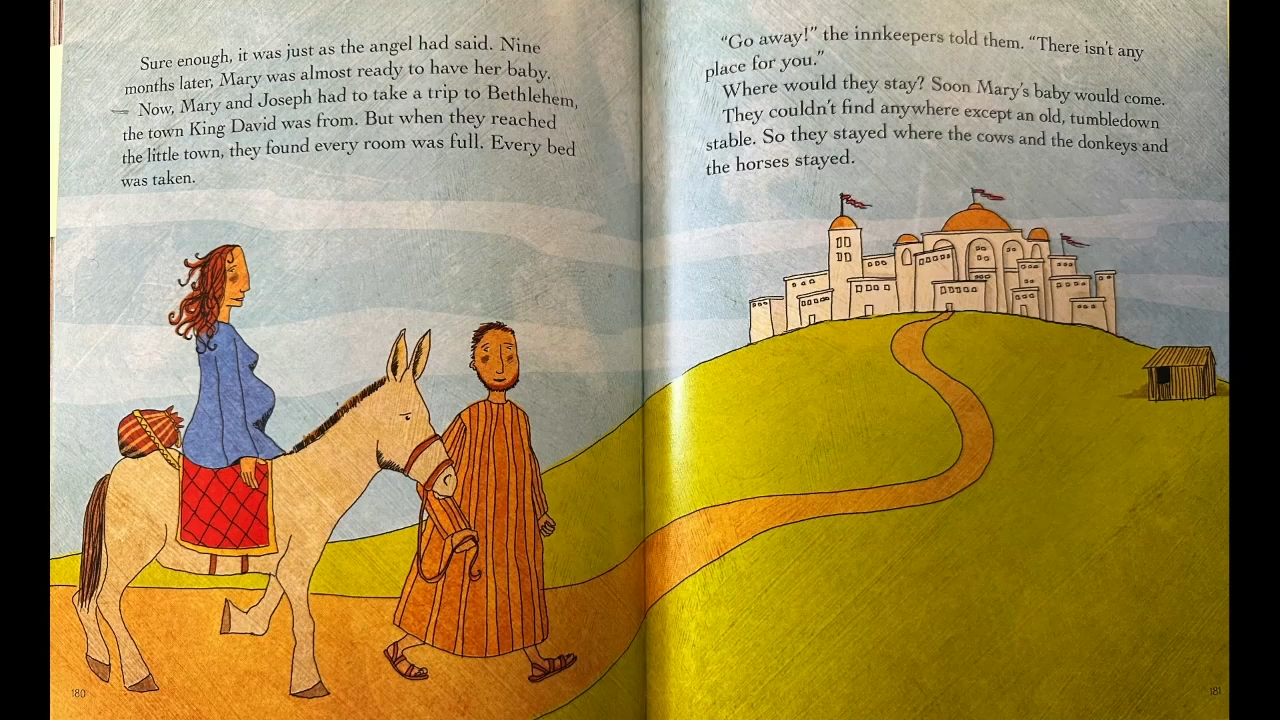 Sure enough, it was just as the angel had said. Nine
months later, Mary was almost ready to have her baby.
Now, Mary and Joseph had to take a trip to Bethlehem,
the town King David was from. But when they reached
the little town, they found every room was full. Every bed
was taken.
180
“Go away!” the innkeepers told them. “There isn't any
place for you.”
Where would they stay? Soon Mary's baby would come.
They couldn't find anywhere except an old, tumbledown
stable. So they stayed where the cows and the donkeys and
the horses stayed.
181